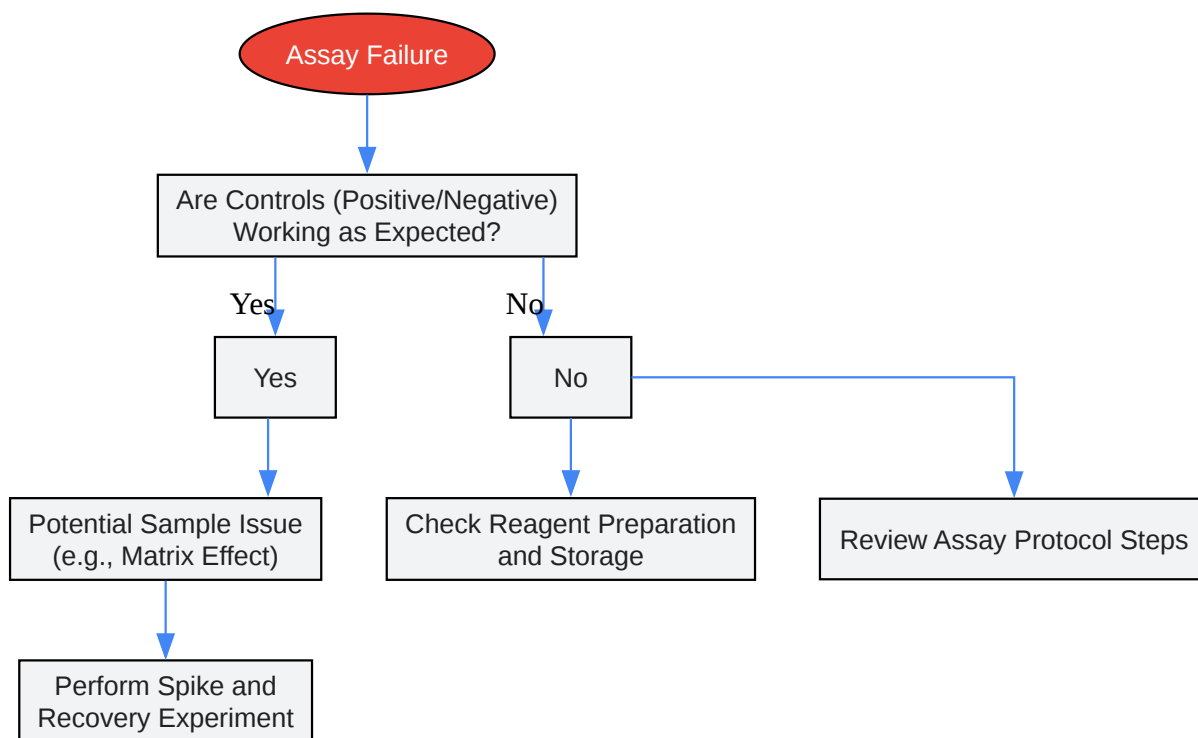 Assay Failure
Are Controls (Positive/Negative)
Working as Expected?
Yes
No
Yes
No
Potential Sample Issue
(e.g., Matrix Effect)
Check Reagent Preparation
and Storage
Review Assay Protocol Steps
Perform Spike and
Recovery Experiment